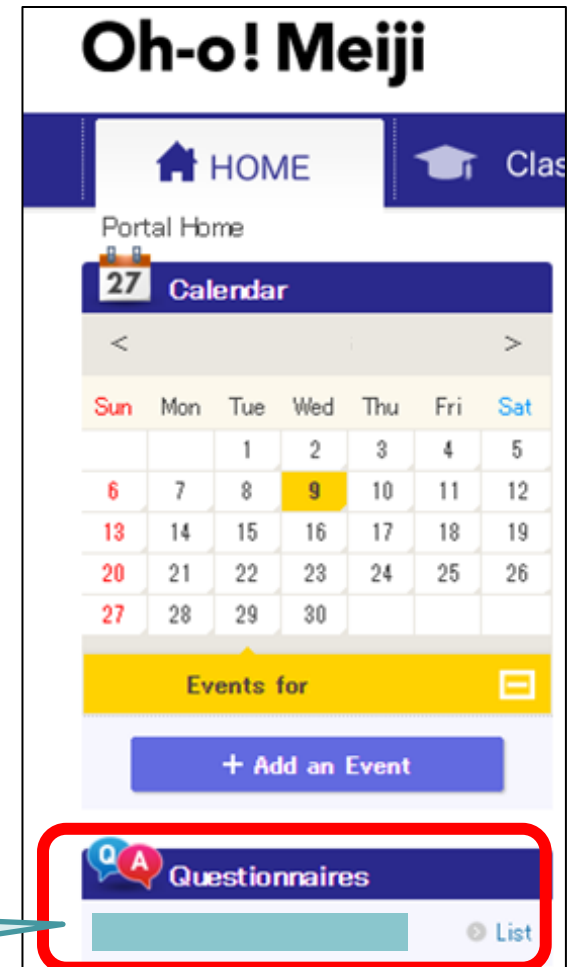 Oh-o! Meiji
HOME Clas
Portal Home
27 Calendar
< >
Sun Mon Tue Wed Thu Fri Sat
1 2 3 4 5
6 7 8 9 10 11 12
13 14 15 16 17 18 19
20 21 22 23 24 25 26
27 28 29 30
Events for
+ Add an Event
Q A Questionnaires
List